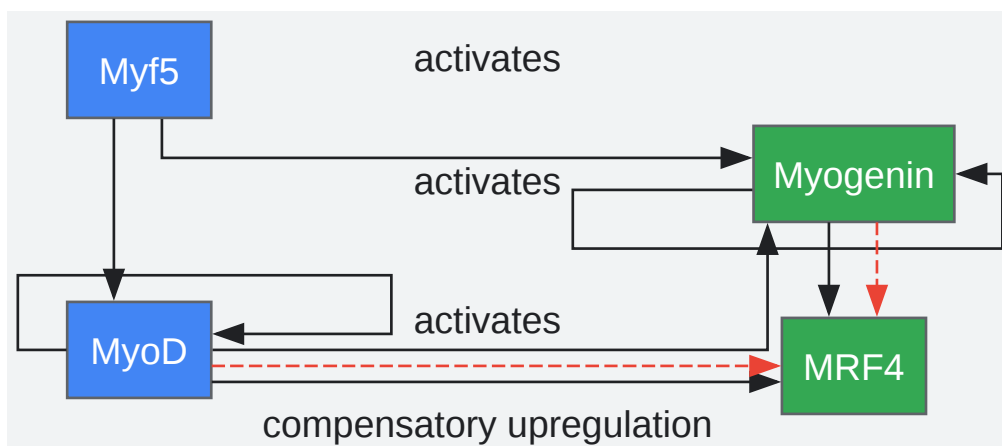 Myf5
activates
Myogenin
activates
activates
MyoD
MRF4
compensatory upregulation